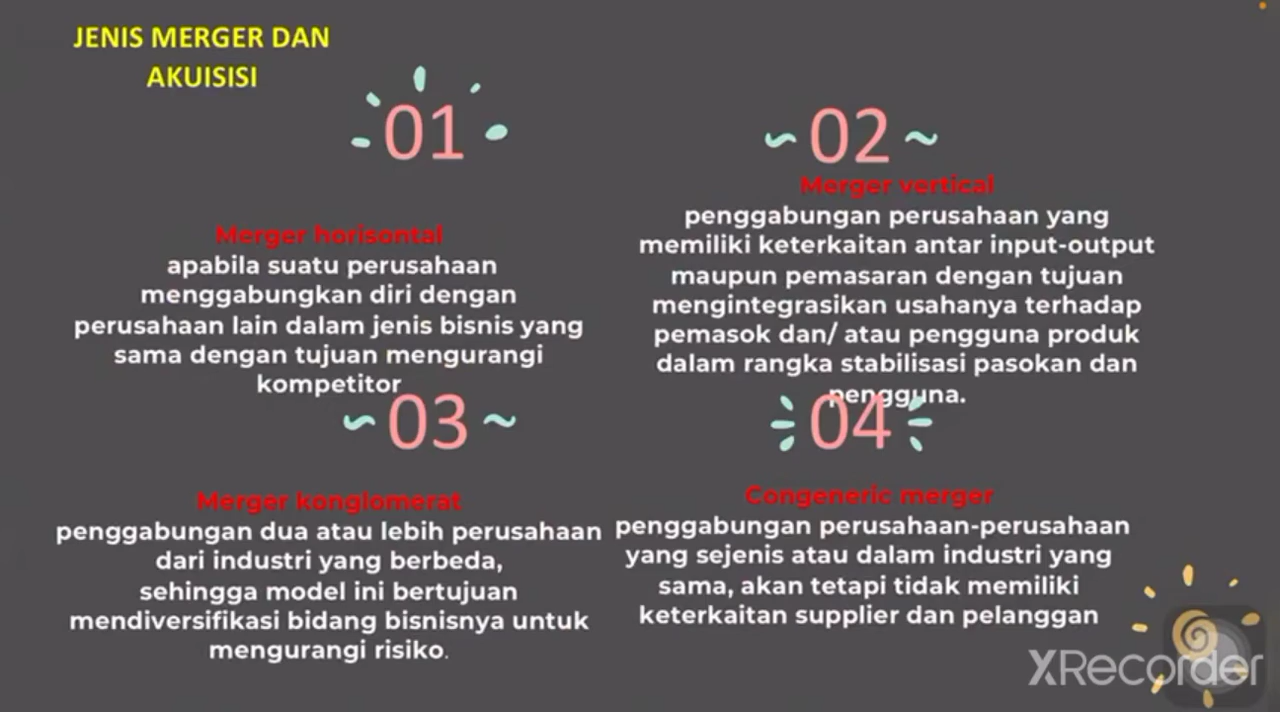 JENIS MERGER DAN
AKUISISI
01
Merger horisontal
apabila suatu perusahaan
menggabungkan diri dengan
perusahaan lain dalam jenis bisnis yang
sama dengan tujuan mengurangi
kompetitor
02
Merger vertical
penggabungan perusahaan yang
memiliki keterkaitan antar input-output
maupun pemasaran dengan tujuan
mengintegrasikan usahanya terhadap
pemasok dan/ atau pengguna produk
dalam rangka stabilisasi pasokan dan
pengguna.
03
Merger konglomerat
penggabungan dua atau lebih perusahaan
dari industri yang berbeda,
sehingga model ini bertujuan
mendiversifikasi bidang bisnisnya untuk
mengurangi risiko.
04
Congeneric merger
penggabungan perusahaan-perusahaan
yang sejenis atau dalam industri yang
sama, akan tetapi tidak memiliki
keterkaitan supplier dan pelanggan
XRecorder